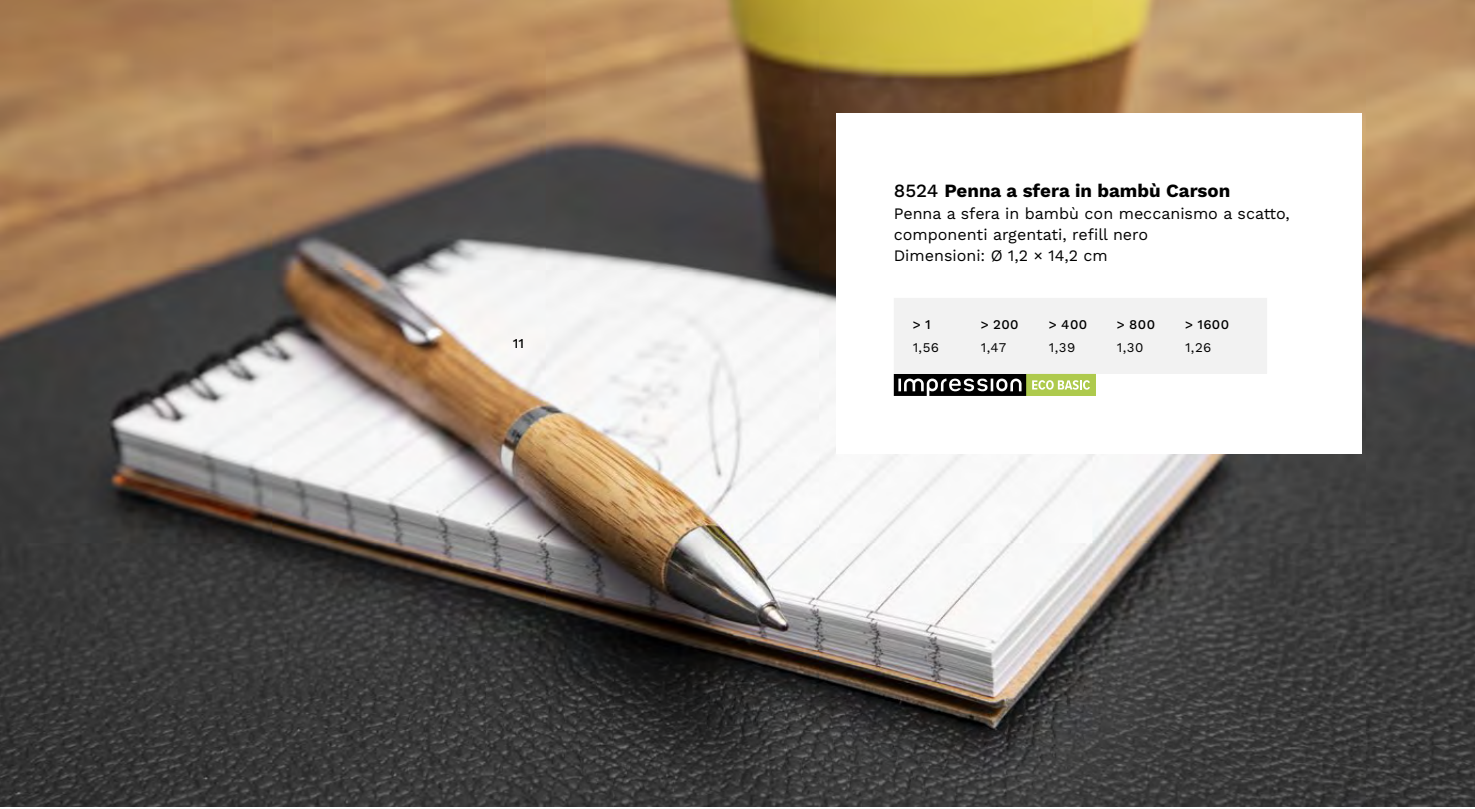 8524 Penna a sfera in bambù Carson
Penna a sfera in bambù con meccanismo a scatto,
componenti argentati, refill nero
Dimensioni: Ø 1,2 × 14,2 cm
> 1 > 200 > 400 > 800 > 1600
1,56 1,47 1,39 1,30 1,26
impression ECO BASIC
11